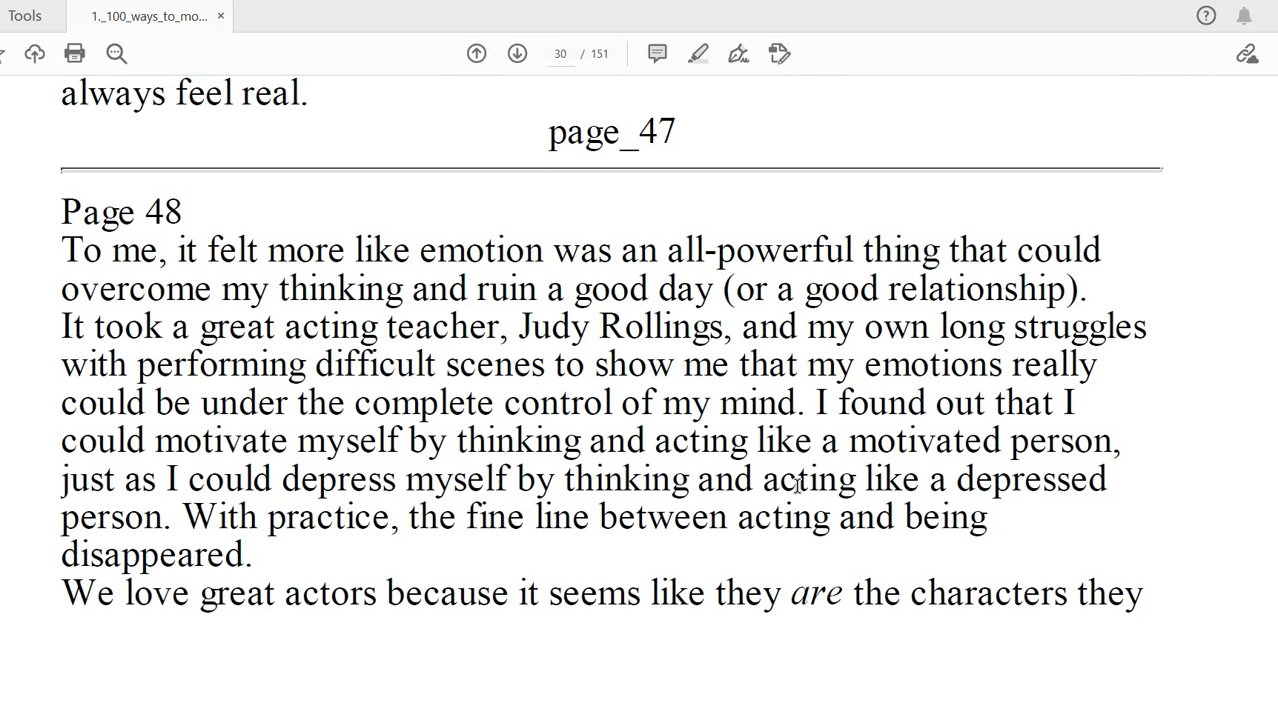 Tools
1._100_ways_to_mo...
30 / 151
always feel real.
page_47
Page 48
To me, it felt more like emotion was an all-powerful thing that could
overcome my thinking and ruin a good day (or a good relationship).
It took a great acting teacher, Judy Rollings, and my own long struggles
with performing difficult scenes to show me that my emotions really
could be under the complete control of my mind. I found out that I
could motivate myself by thinking and acting like a motivated person,
just as I could depress myself by thinking and acting like a depressed
person. With practice, the fine line between acting and being
disappeared.
We love great actors because it seems like they are the characters they